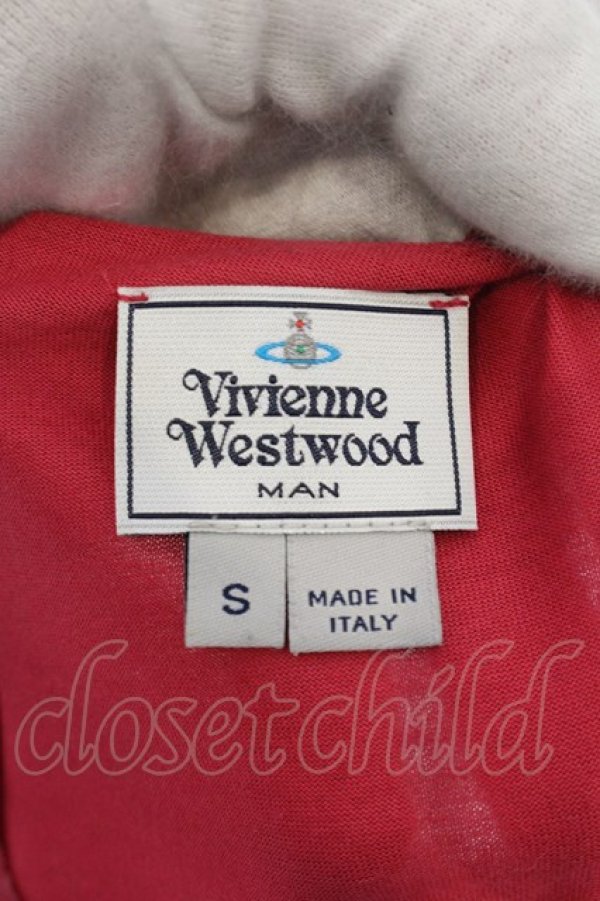 Vivienne
Westwood
MAN
S
MADE IN
ITALY
closetchild